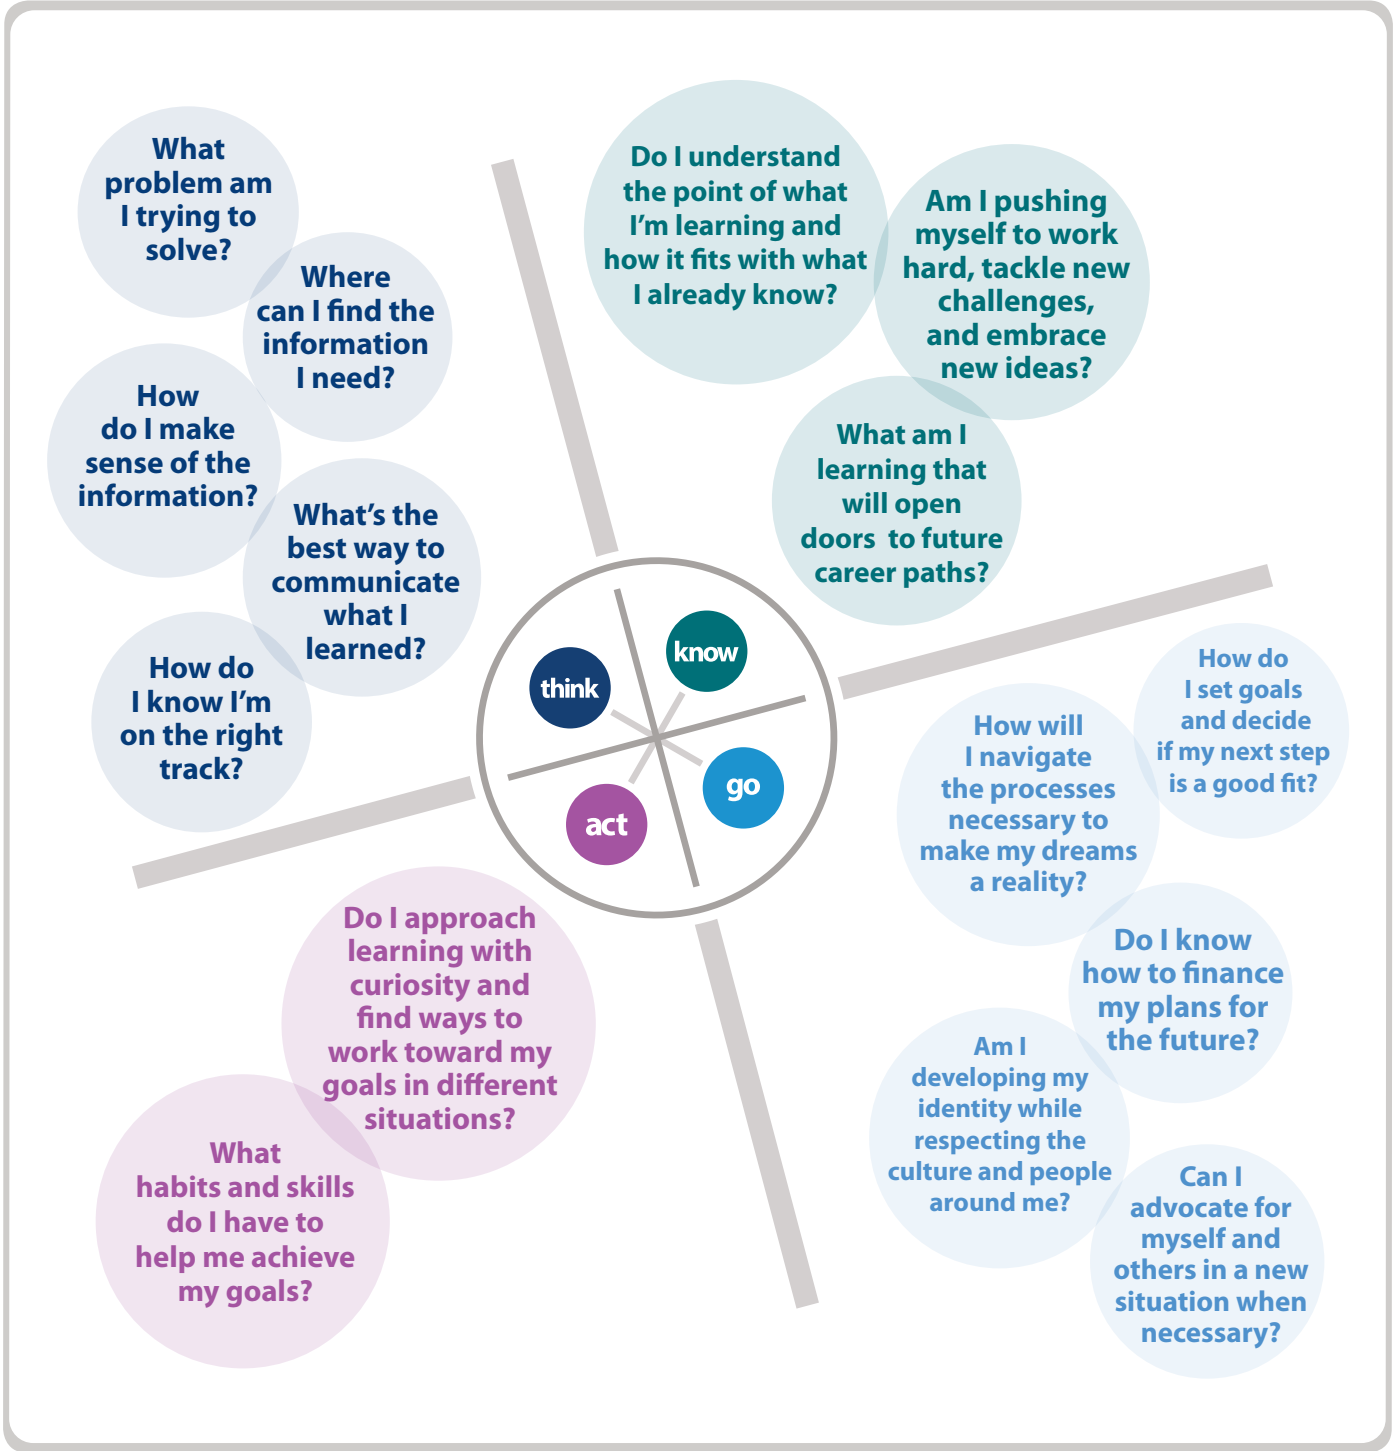 What
problem am
I trying to
solve?
Where
can I find the
information
I need?
How
do I make
sense of the
information?
What’s the
best way to
communicate
what I
learned?
How do
I know I’m
on the right
track?
Do I understand
the point of what
I’m learning and
how it fits with what
I already know?
Am I pushing
myself to work
hard, tackle new
challenges,
and embrace
new ideas?
What am I
learning that
will open
doors to future
career paths?
think
know
act
go
How do
I set goals
and decide
if my next step
is a good fit?
How will
I navigate
the processes
necessary to
make my dreams
a reality?
Do I know
how to finance
my plans for
the future?
Am I
developing my
identity while
respecting the
culture and people
around me?
Can I
advocate for
myself and
others in a new
situation when
necessary?
Do I approach
learning with
curiosity and
find ways to
work toward my
goals in different
situations?
What
habits and skills
do I have to
help me achieve
my goals?